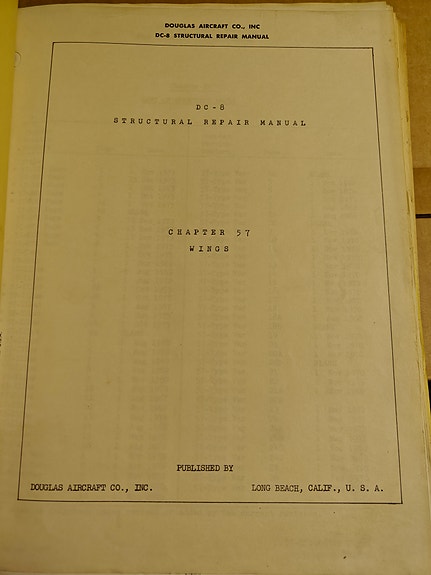 DOUGLAS AIRCRAFT CO., INC
DC-8 STRUCTURAL REPAIR MANUAL
DC-8
STRUCTURAL REPAIR MANUAL
CHAPTER 57
WINGS
PUBLISHED BY
DOUGLAS AIRCRAFT CO., INC. LONG BEACH, CALIF., U. S. A.